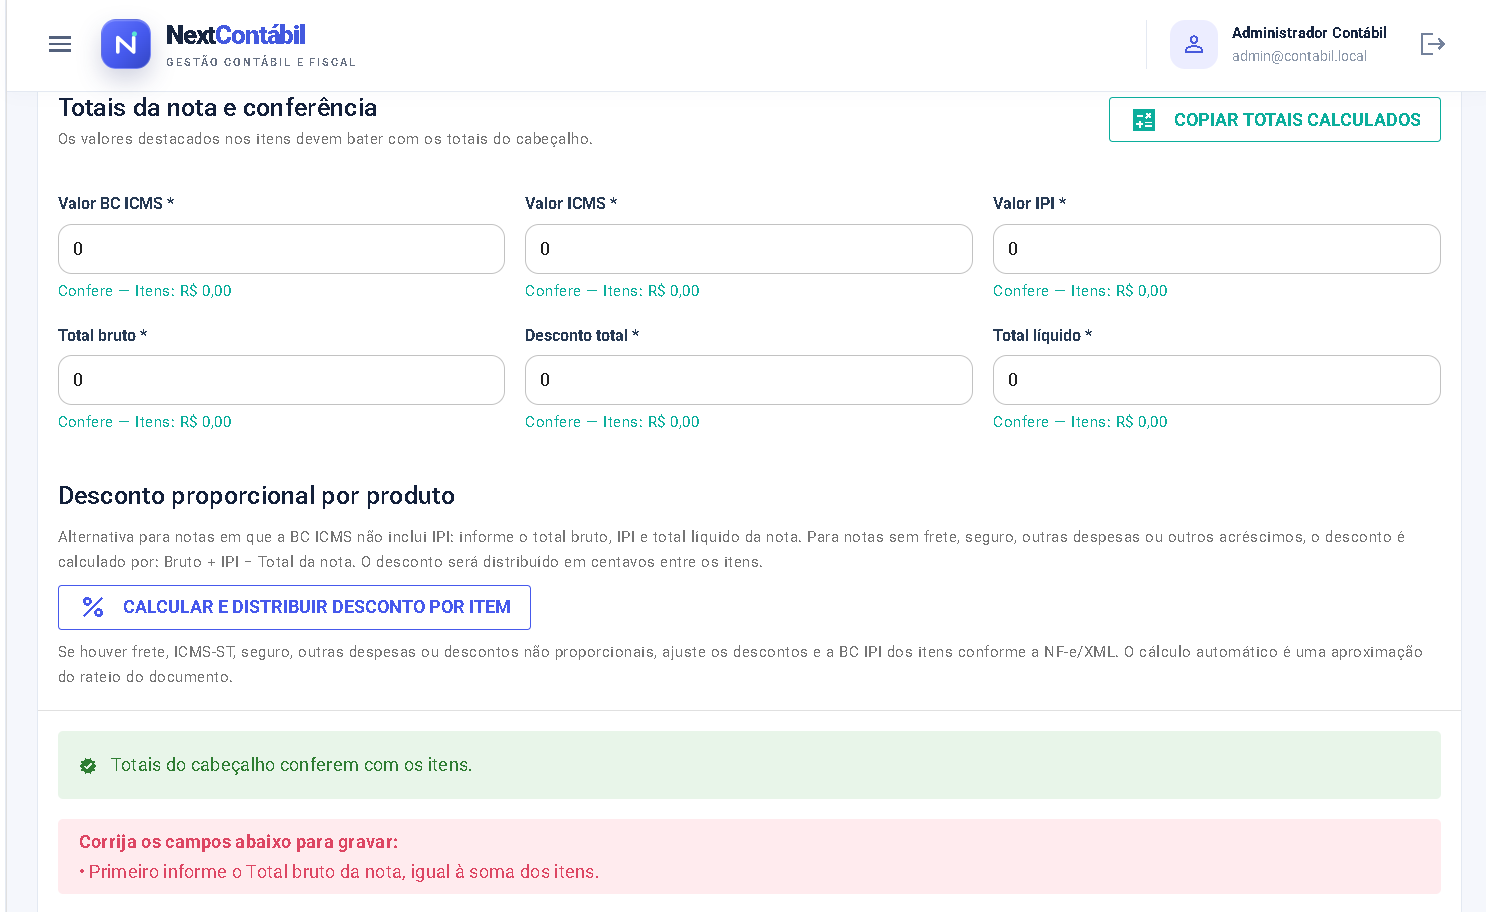 NextContábil
GESTÃO CONTÁBIL E FISCAL
Administrador Contábil
admin@contabil.local
Totais da nota e conferência
Os valores destacados nos itens devem bater com os totais do cabeçalho.
COPIAR TOTAIS CALCULADOS
Valor BC ICMS *
Valor ICMS *
Valor IPI *
0
0
0
Confere — Itens: R$ 0,00
Confere — Itens: R$ 0,00
Confere — Itens: R$ 0,00
Total bruto *
Desconto total *
Total líquido *
0
0
0
Confere — Itens: R$ 0,00
Confere — Itens: R$ 0,00
Confere — Itens: R$ 0,00
Desconto proporcional por produto
Alternativa para notas em que a BC ICMS não inclui IPI: informe o total bruto, IPI e total líquido da nota. Para notas sem frete, seguro, outras despesas ou outros acréscimos, o desconto é
calculado por: Bruto + IPI − Total da nota. O desconto será distribuído em centavos entre os itens.
CALCULAR E DISTRIBUIR DESCONTO POR ITEM
Se houver frete, ICMS-ST, seguro, outras despesas ou descontos não proporcionais, ajuste os descontos e a BC IPI dos itens conforme a NF-e/XML. O cálculo automático é uma aproximação
do rateio do documento.
Totais do cabeçalho conferem com os itens.
Corrija os campos abaixo para gravar:
• Primeiro informe o Total bruto da nota, igual à soma dos itens.